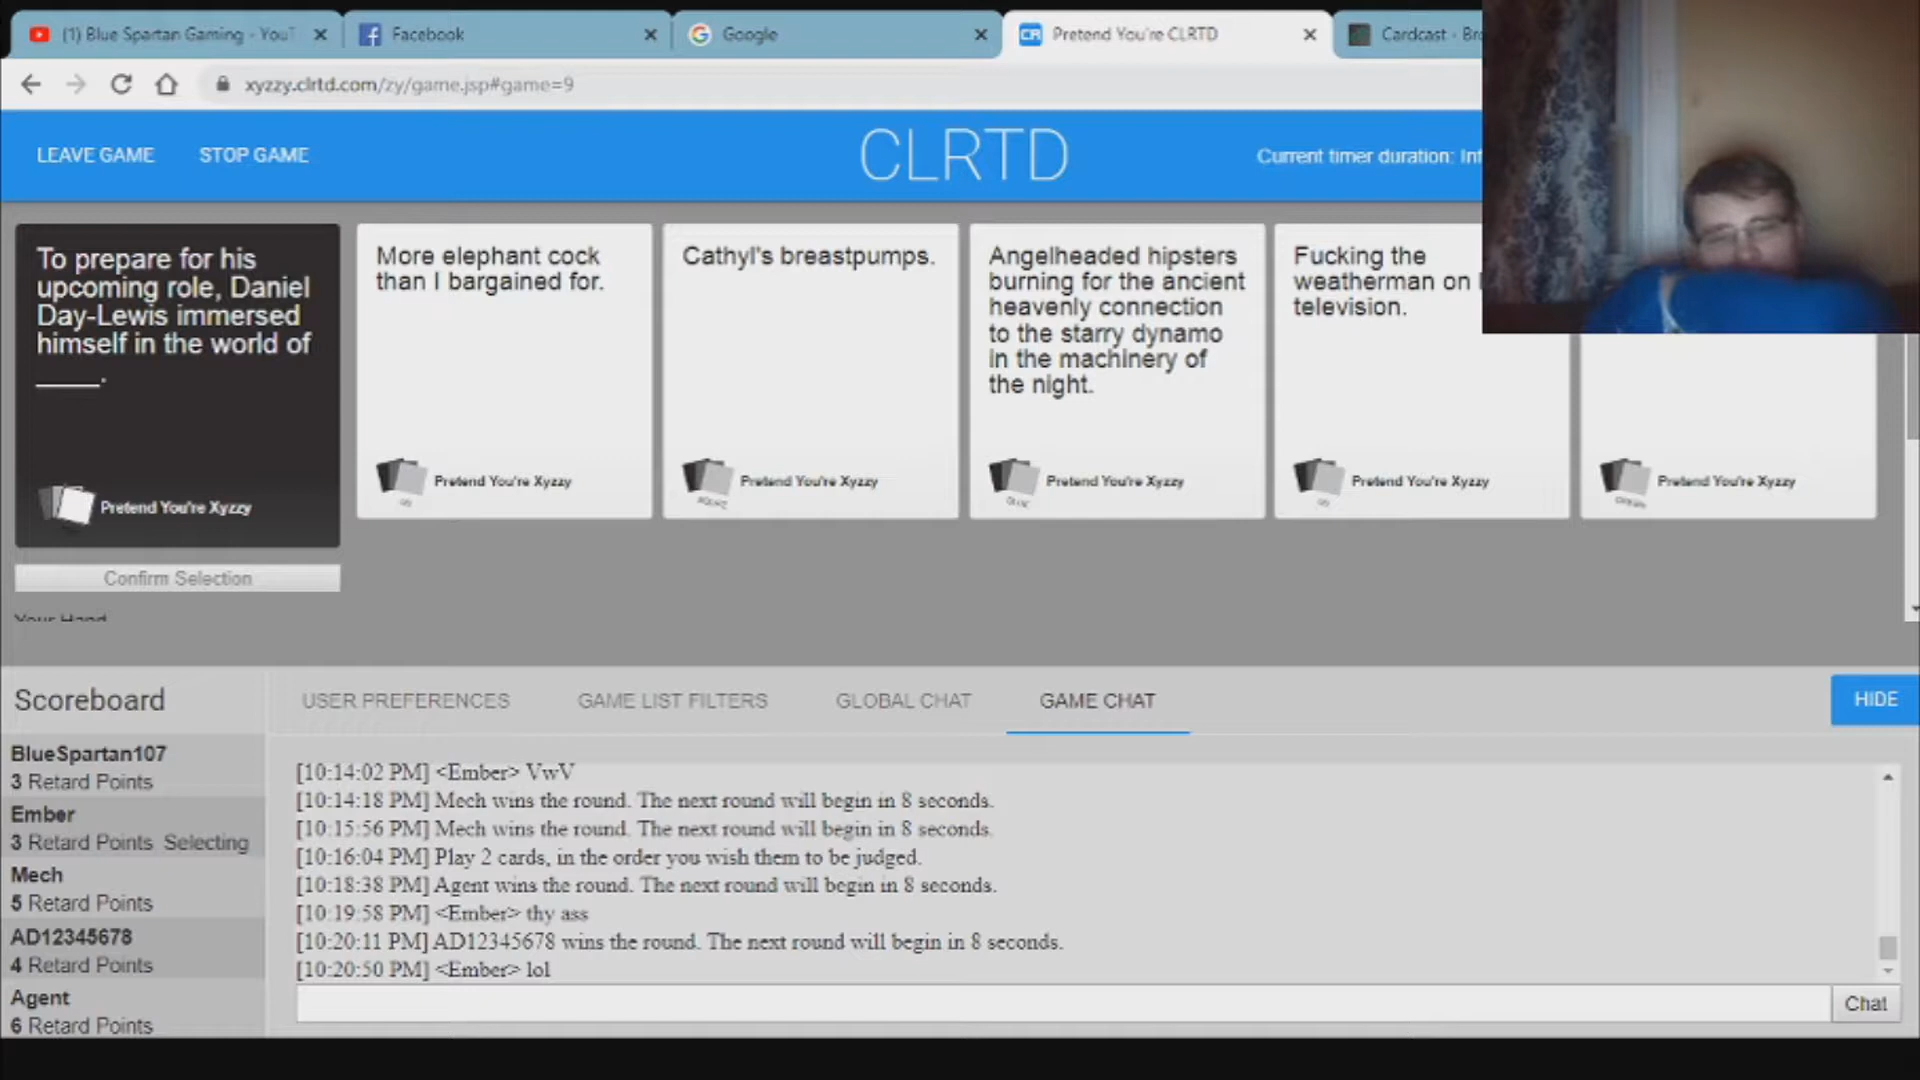 (1) Blue Spartan Gaming - YouT
Facebook
Google
Pretend You're CLRTD
Cardcast - Bro
xyzzy.clrtd.com/zy/game.jsp#game=9
LEAVE GAME
STOP GAME
CLRTD
Current timer duration: Inf
To prepare for his
upcoming role, Daniel
Day-Lewis immersed
himself in the world of
_____.
Pretend You're Xyzzy
More elephant cock
than I bargained for.
Pretend You're Xyzzy
Cathyl's breastpumps.
Pretend You're Xyzzy
Angelheaded hipsters
burning for the ancient
heavenly connection
to the starry dynamo
in the machinery of
the night.
Pretend You're Xyzzy
Fucking the
weatherman on
television.
Pretend You're Xyzzy
Pretend You're Xyzzy
Confirm Selection
Your Hand
Scoreboard
BlueSpartan107
3 Retard Points
Ember
3 Retard Points Selecting
Mech
5 Retard Points
AD12345678
4 Retard Points
Agent
6 Retard Points
USER PREFERENCES
GAME LIST FILTERS
GLOBAL CHAT
GAME CHAT
HIDE
[10:14:02 PM] <Ember> VwV
[10:14:18 PM] Mech wins the round. The next round will begin in 8 seconds.
[10:15:56 PM] Mech wins the round. The next round will begin in 8 seconds.
[10:16:04 PM] Play 2 cards, in the order you wish them to be judged.
[10:18:38 PM] Agent wins the round. The next round will begin in 8 seconds.
[10:19:58 PM] <Ember> thy ass
[10:20:11 PM] AD12345678 wins the round. The next round will begin in 8 seconds.
[10:20:50 PM] <Ember> lol
Chat